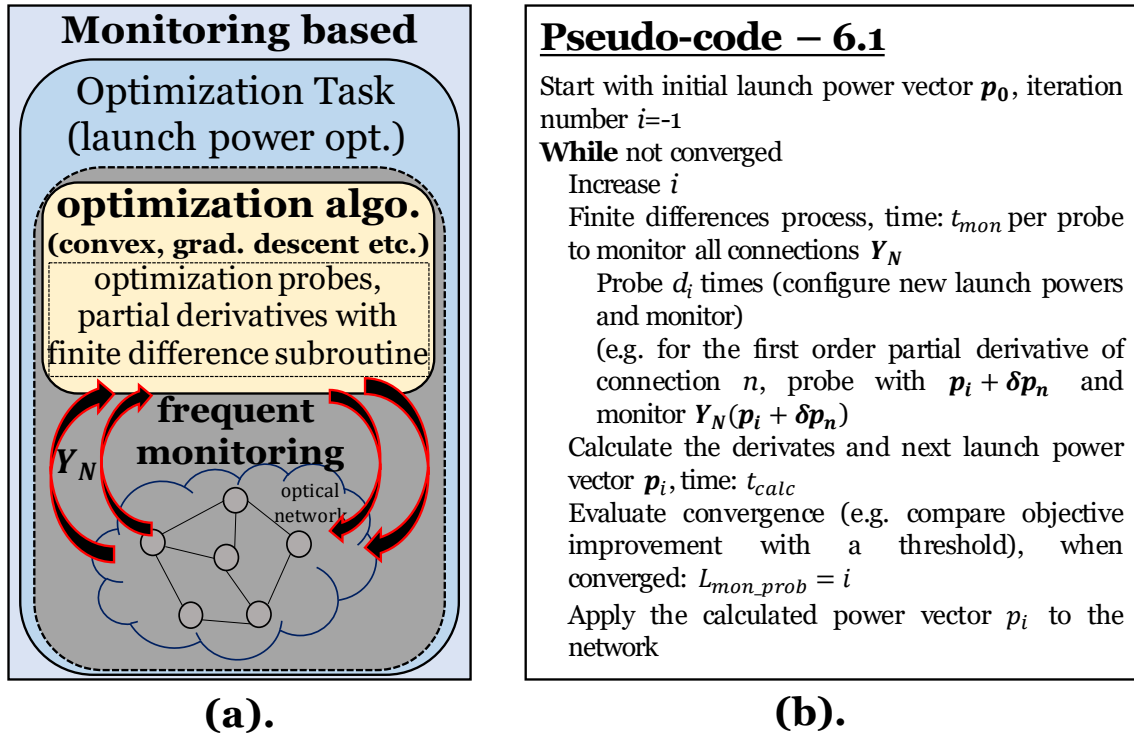 Monitoring based
Optimization Task
(launch power opt.)
optimization algo.
(convex, grad. descent etc.)
optimization probes,
partial derivatives with
finite difference subroutine
frequent
monitoring
Y_N
optical
network
(a).
Pseudo-code – 6.1
Start with initial launch power vector p_0, iteration
number i=-1
While not converged
Increase i
Finite differences process, time: t_mon per probe
to monitor all connections Y_N
Probe d_i times (configure new launch powers
and monitor)
(e.g. for the first order partial derivative of
connection n, probe with p_i + δp_n and
monitor Y_N(p_i + δp_n)
Calculate the derivates and next launch power
vector p_i, time: t_calc
Evaluate convergence (e.g. compare objective
improvement with a threshold), when
converged: L_mon_prob = i
Apply the calculated power vector p_i to the
network
(b).